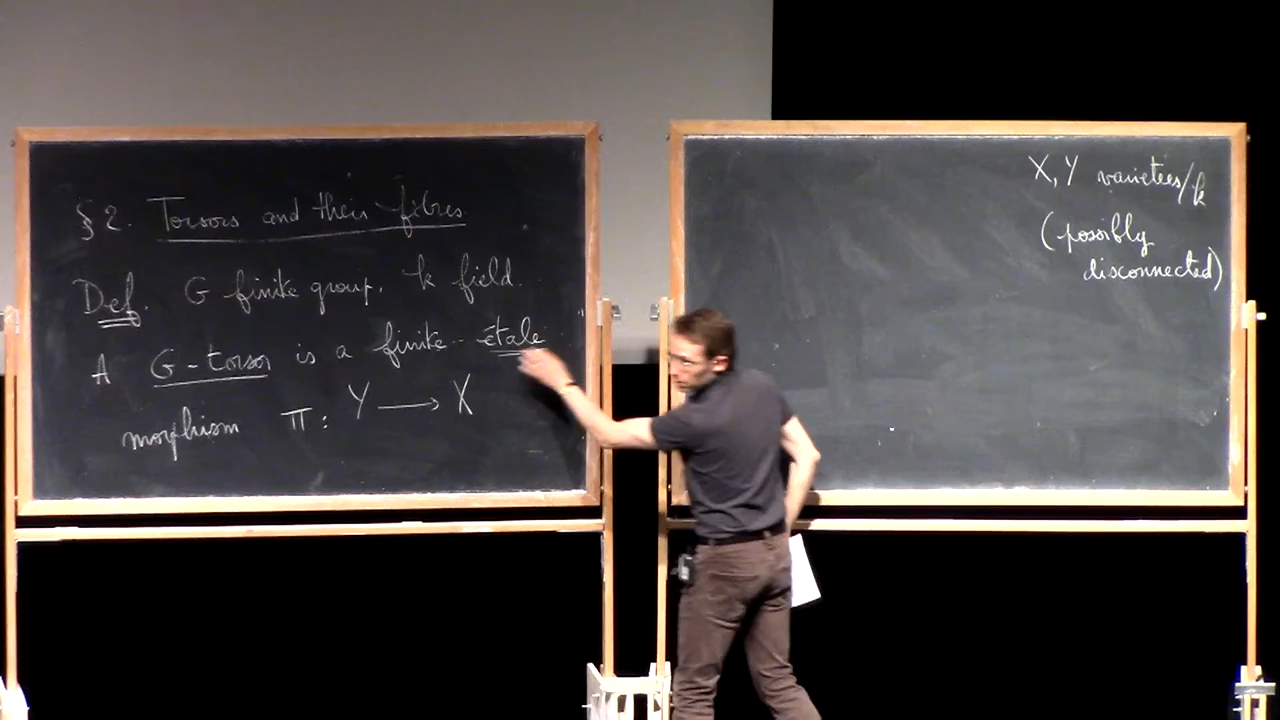 §2. Torsors and their fibres.
Def. G finite group, k field.
A G-torsor is a finite étale
morphism π: Y → X
X, Y varieties/k
(possibly
disconnected)